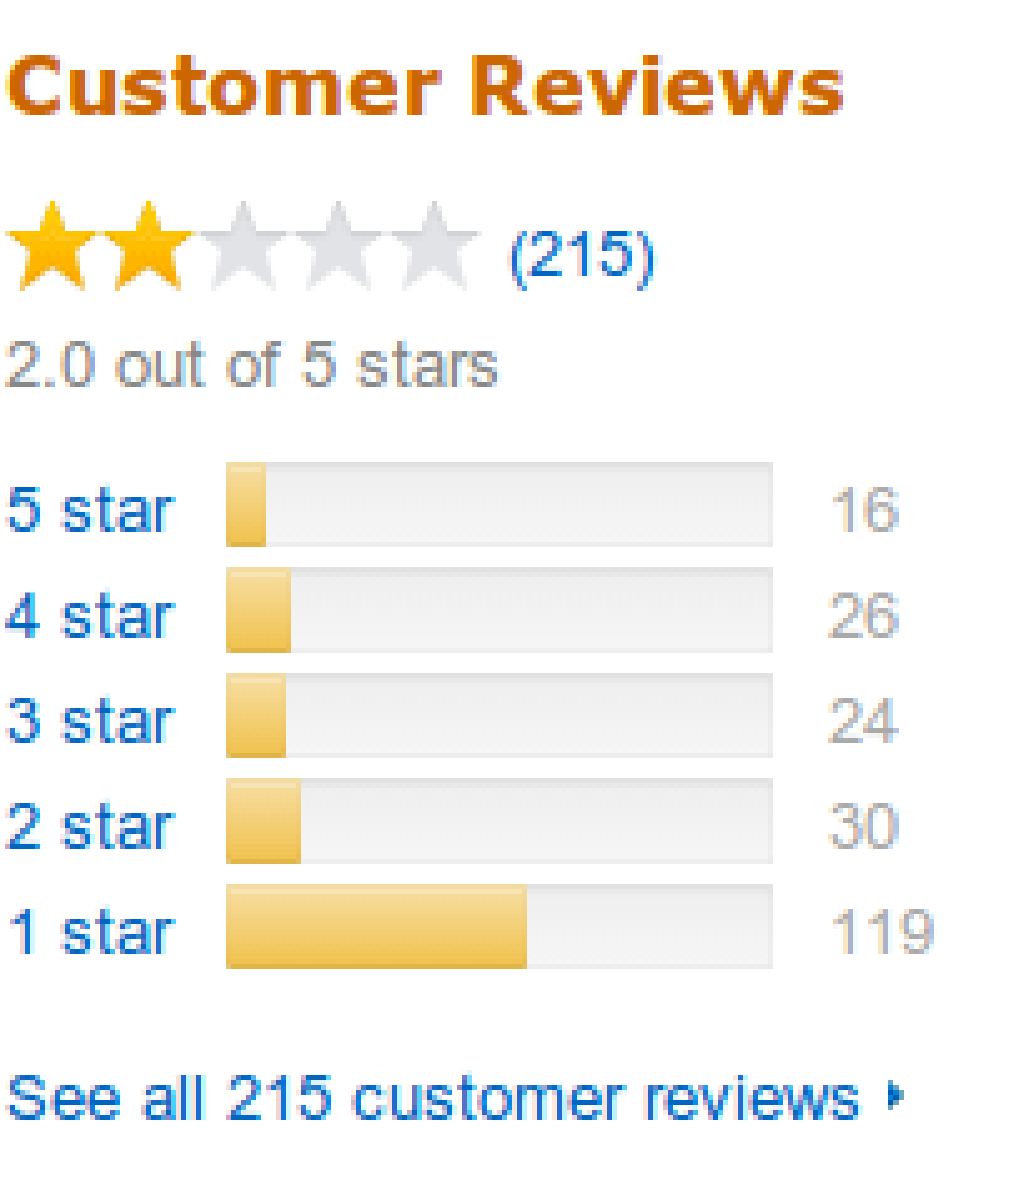 Customer Reviews
(215)
2.0 out of 5 stars
5 star 16
4 star 26
3 star 24
2 star 30
1 star 119
See all 215 customer reviews